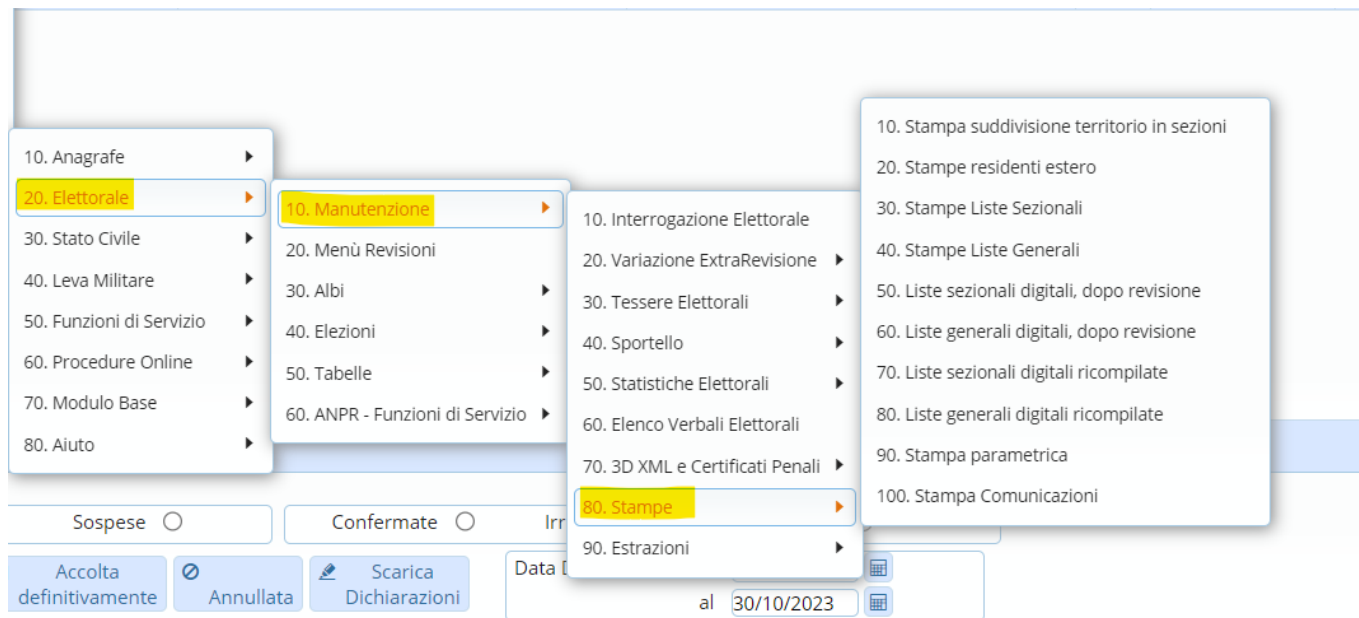 10. Anagrafe
20. Elettorale
30. Stato Civile
40. Leva Militare
50. Funzioni di Servizio
60. Procedure Online
70. Modulo Base
80. Aiuto
10. Manutenzione
20. Menù Revisioni
30. Albi
40. Elezioni
50. Tabelle
60. ANPR - Funzioni di Servizio
10. Interrogazione Elettorale
20. Variazione ExtraRevisione
30. Tessere Elettorali
40. Sportello
50. Statistiche Elettorali
60. Elenco Verbali Elettorali
70. 3D XML e Certificati Penali
80. Stampe
90. Estrazioni
10. Stampa suddivisione territorio in sezioni
20. Stampe residenti estero
30. Stampe Liste Sezionali
40. Stampe Liste Generali
50. Liste sezionali digitali, dopo revisione
60. Liste generali digitali, dopo revisione
70. Liste sezionali digitali ricompilate
80. Liste generali digitali ricompilate
90. Stampa parametrica
100. Stampa Comunicazioni
Sospese
Confermate
Accolta
definitivamente
Annullata
Scarica
Dichiarazioni
Data
al 30/10/2023